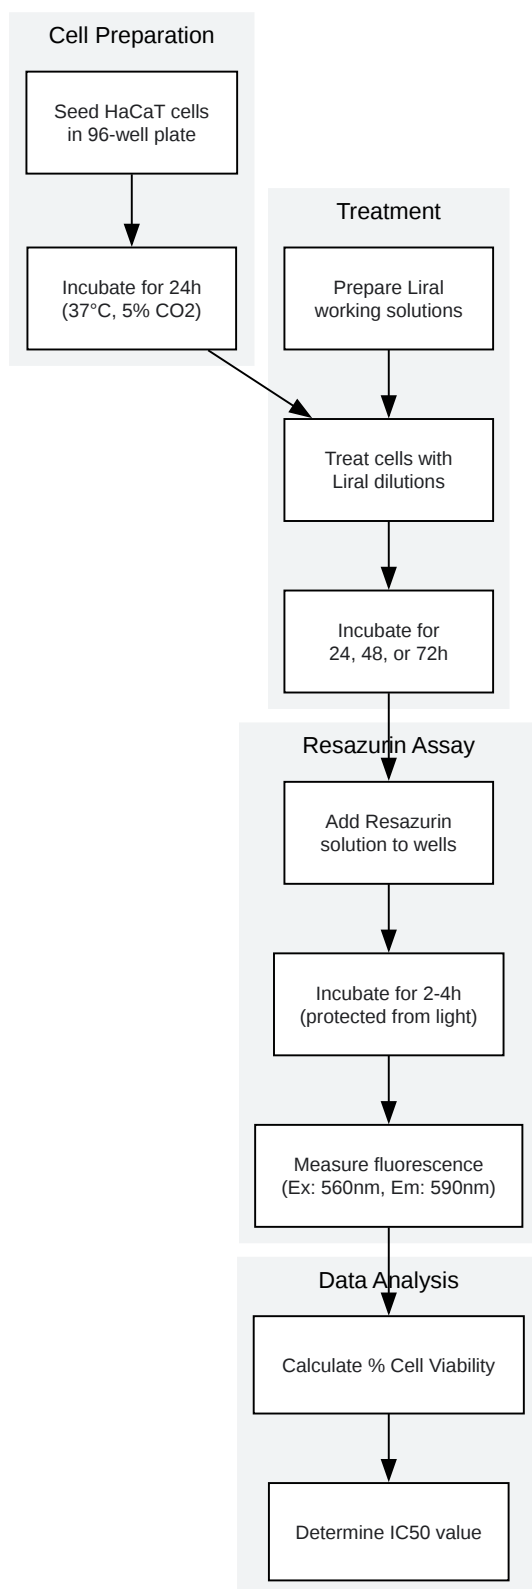 Cell Preparation
Seed HaCaT cells
in 96-well plate
Incubate for 24h
(37°C, 5% CO2)
Treatment
Prepare Liral
working solutions
Treat cells with
Liral dilutions
Incubate for
24, 48, or 72h
Resazurin Assay
Add Resazurin
solution to wells
Incubate for 2-4h
(protected from light)
Measure fluorescence
(Ex: 560nm, Em: 590nm)
Data Analysis
Calculate % Cell Viability
Determine IC50 value